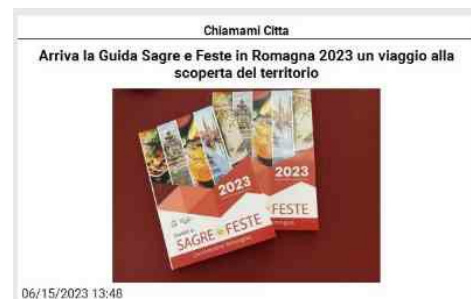 Chiamami Citta
Arriva la Guida Sagre e Feste in Romagna 2023 un viaggio alla
scoperta del territorio
2023
2023
SAGRE e FESTE
FESTE
06/15/2023 13:48